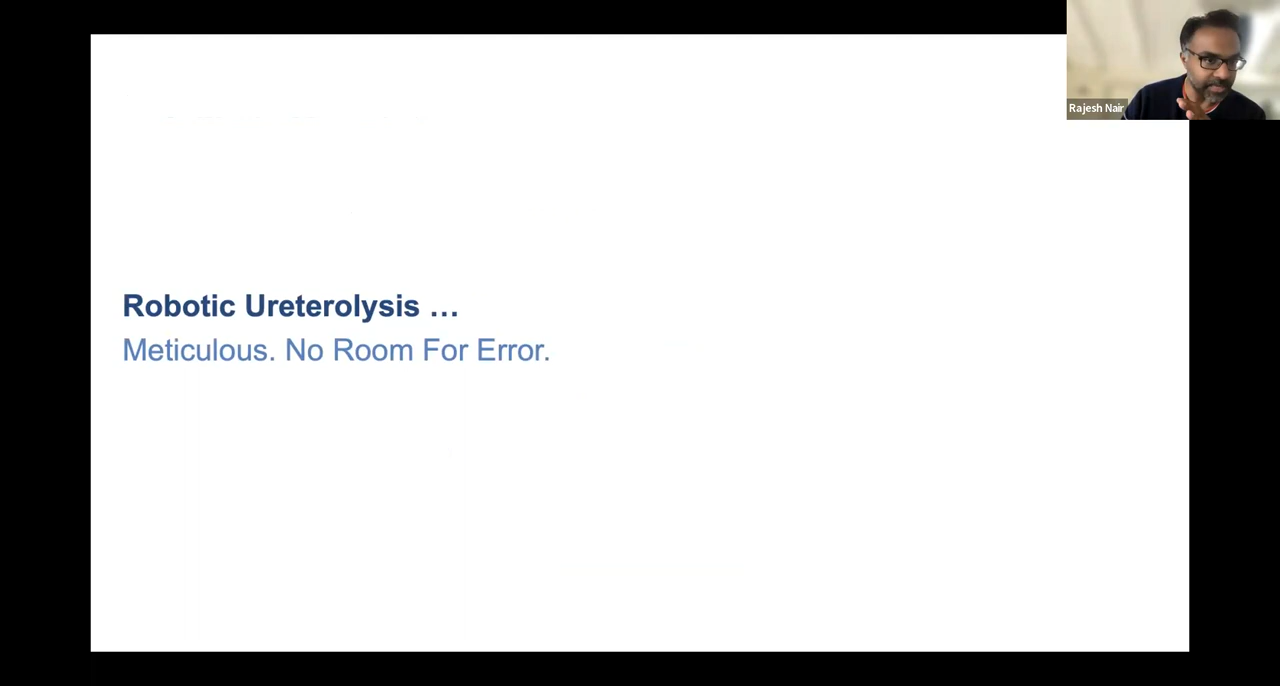 Rajesh Nair
Robotic Ureterolysis …
Meticulous. No Room For Error.